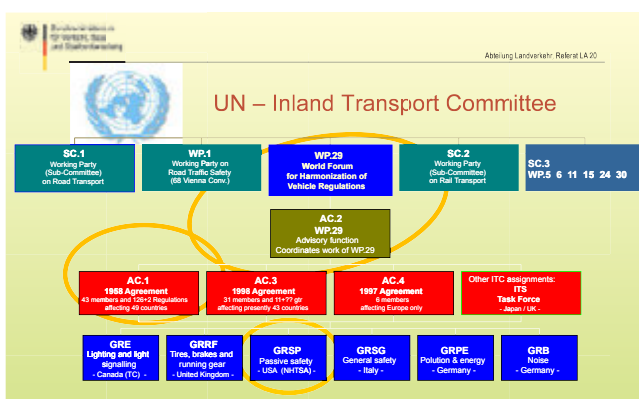 Abteilung Landverkehr, Referat LA 20
UN – Inland Transport Committee
SC.1
Working Party
(Sub-Committee)
on Road Transport
WP.1
Working Party on
Road Traffic Safety
(68 Vienna Conv.)
WP.29
World Forum
for Harmonization of
Vehicle Regulations
SC.2
Working Party
(Sub-Committee)
on Rail Transport
SC.3
WP.5 6 11 15 24 30
AC.2
WP.29
Advisory function
Coordinates work of WP.29
AC.1
1958 Agreement
43 members and 126+2 Regulations
affecting 49 countries
AC.3
1998 Agreement
31 members and 11+?? gtr
affecting presently 43 countries
AC.4
1997 Agreement
6 members
affecting Europe only
Other ITC assignments:
ITS
Task Force
- Japan / UK -
GRE
Lighting and light
signalling
- Canada (TC) -
GRRF
Tires, brakes and
running gear
- United Kingdom -
GRSP
Passive safety
- USA (NHTSA) -
GRSG
General safety
- Italy -
GRPE
Polution & energy
- Germany -
GRB
Noise
- Germany -